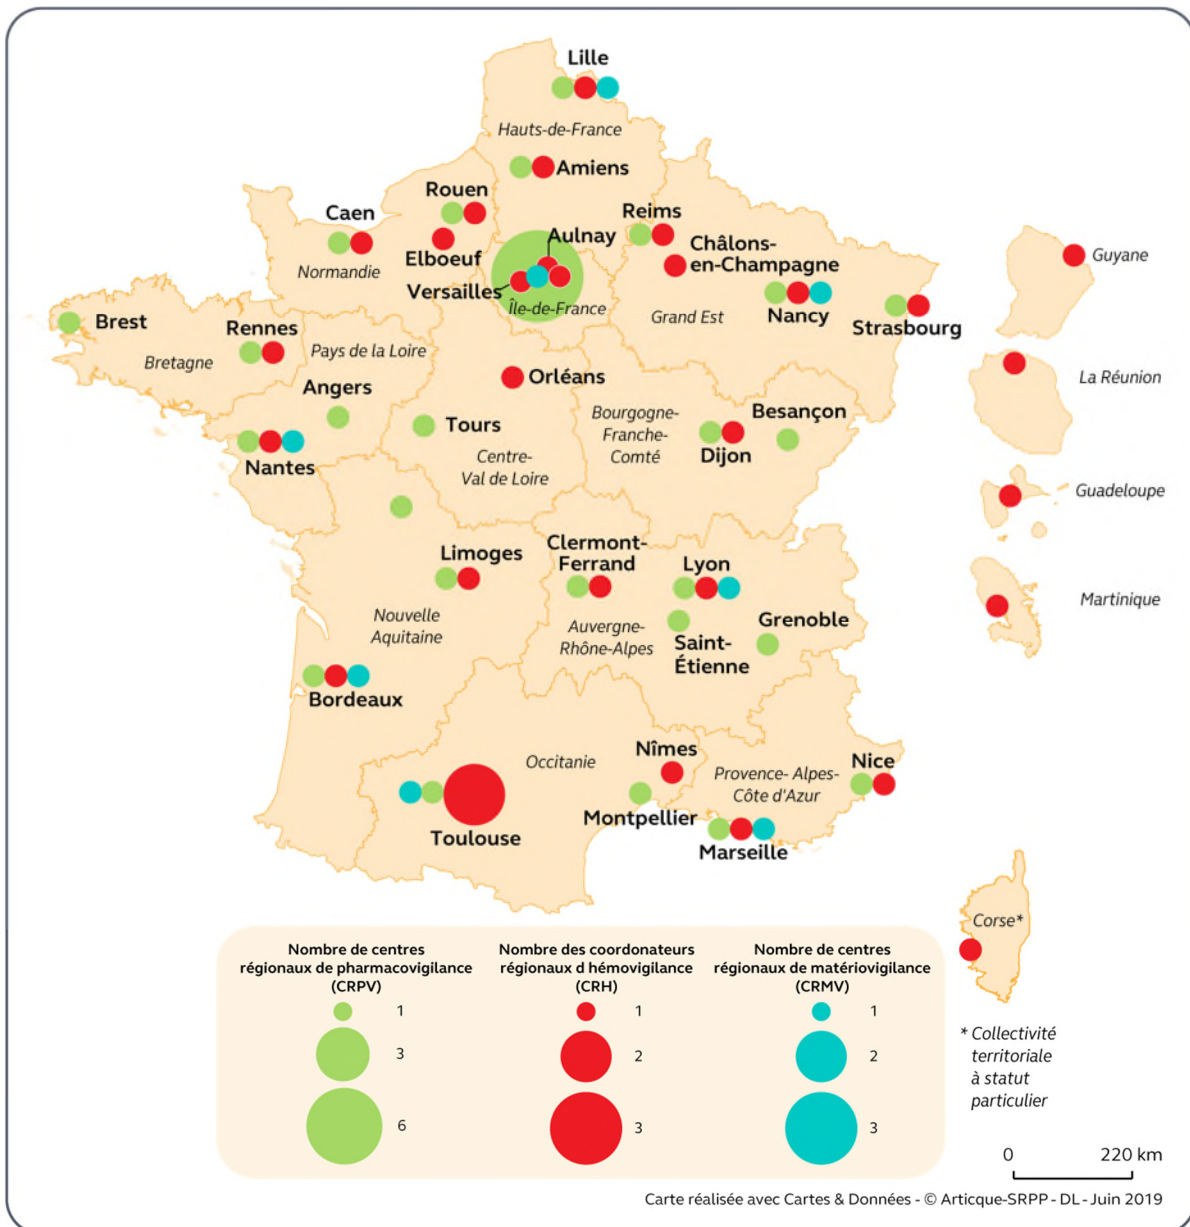 Lille
Hauts-de-France
Amiens
Rouen
Caen
Reims
Aulnay
Châlons-
en-Champagne
Elboeuf
Normandie
Versailles
Île-de-France
Nancy
Grand Est
Strasbourg
Brest
Rennes
Bretagne
Pays de la Loire
Angers
Orléans
Tours
Bourgogne-
Franche-
Comté
Besançon
Dijon
Nantes
Centre-
Val de Loire
Limoges
Clermont-
Ferrand
Lyon
Nouvelle
Aquitaine
Auvergne-
Rhône-Alpes
Saint-
Étienne
Grenoble
Bordeaux
Occitanie
Nîmes
Provence- Alpes-
Côte d'Azur
Nice
Toulouse
Montpellier
Marseille
Guyane
La Réunion
Guadeloupe
Martinique
Corse*
* Collectivité
territoriale
à statut
particulier
Nombre de centres
régionaux de pharmacovigilance
(CRPV)
1
3
6
Nombre des coordonateurs
régionaux d hémovigilance
(CRH)
1
2
3
Nombre de centres
régionaux de matériovigilance
(CRMV)
1
2
3
0 220 km
Carte réalisée avec Cartes & Données - © Articque-SRPP - DL - Juin 2019